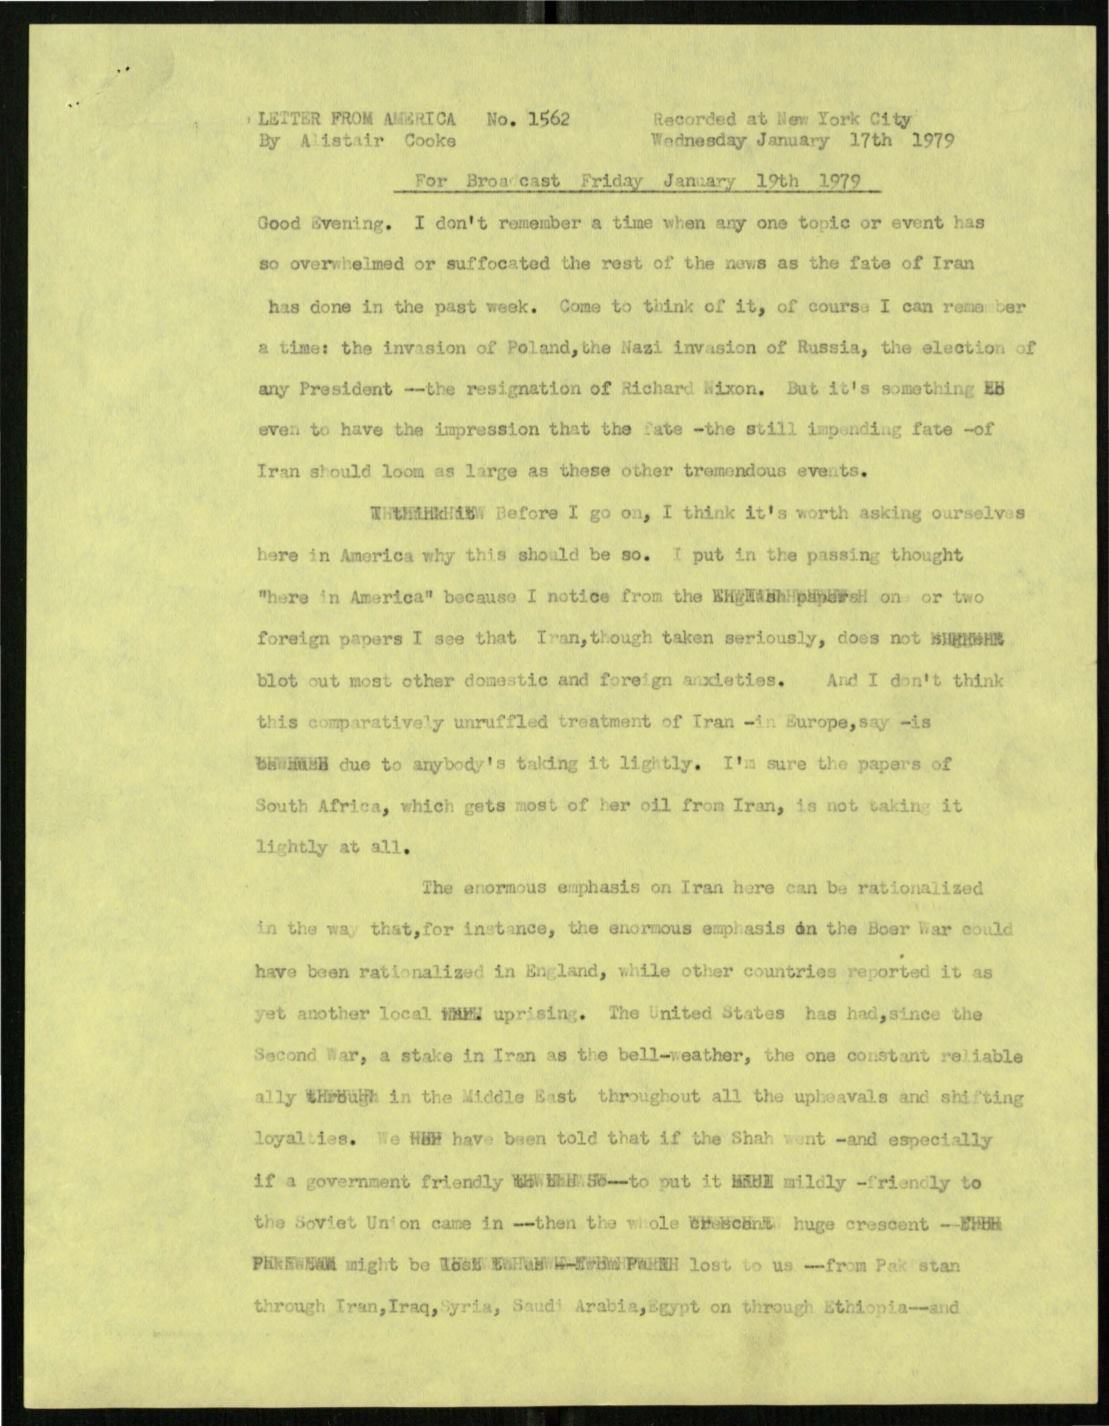 LETTER FROM AMERICA No. 1562 Recorded at New York City
By Alistair Cooke Wednesday January 17th 1979
For Broadcast Friday January 19th 1979
Good Evening. I don't remember a time when any one topic or event has
so overwhelmed or suffocated the rest of the news as the fate of Iran
has done in the past week. Come to think of it, of course I can remember
a time: the invasion of Poland,the Nazi invasion of Russia, the election of
any President --the resignation of Richard Nixon. But it's something
even to have the impression that the fate -the still impending fate -of
Iran should loom as large as these other tremendous events.
I think it Before I go on, I think it's worth asking ourselves
here in America why this should be so. I put in the passing thought
"here in America" because I notice from the English papers one or two
foreign papers I see that Iran,though taken seriously, does not
blot out most other domestic and foreign anxieties. And I don't think
this comparatively unruffled treatment of Iran -in Europe,say -is
due to anybody's taking it lightly. I'm sure the papers of
South Africa, which gets most of her oil from Iran, is not taking it
lightly at all.
The enormous emphasis on Iran here can be rationalized
in the way that,for instance, the enormous emphasis on the Boer War could
have been rationalized in England, while other countries reported it as
yet another local uprising. The United States has had,since the
Second War, a stake in Iran as the bell-weather, the one constant reliable
ally through in the Middle East throughout all the upheavals and shifting
loyalties. We have been told that if the Shah went -and especially
if a government friendly --to put it mildly -friendly to
the Soviet Union came in --then the whole crescent huge crescent --
might be lost to us --from Pakistan
through Iran,Iraq,Syria, Saudi Arabia,Egypt on through Ethiopia--and